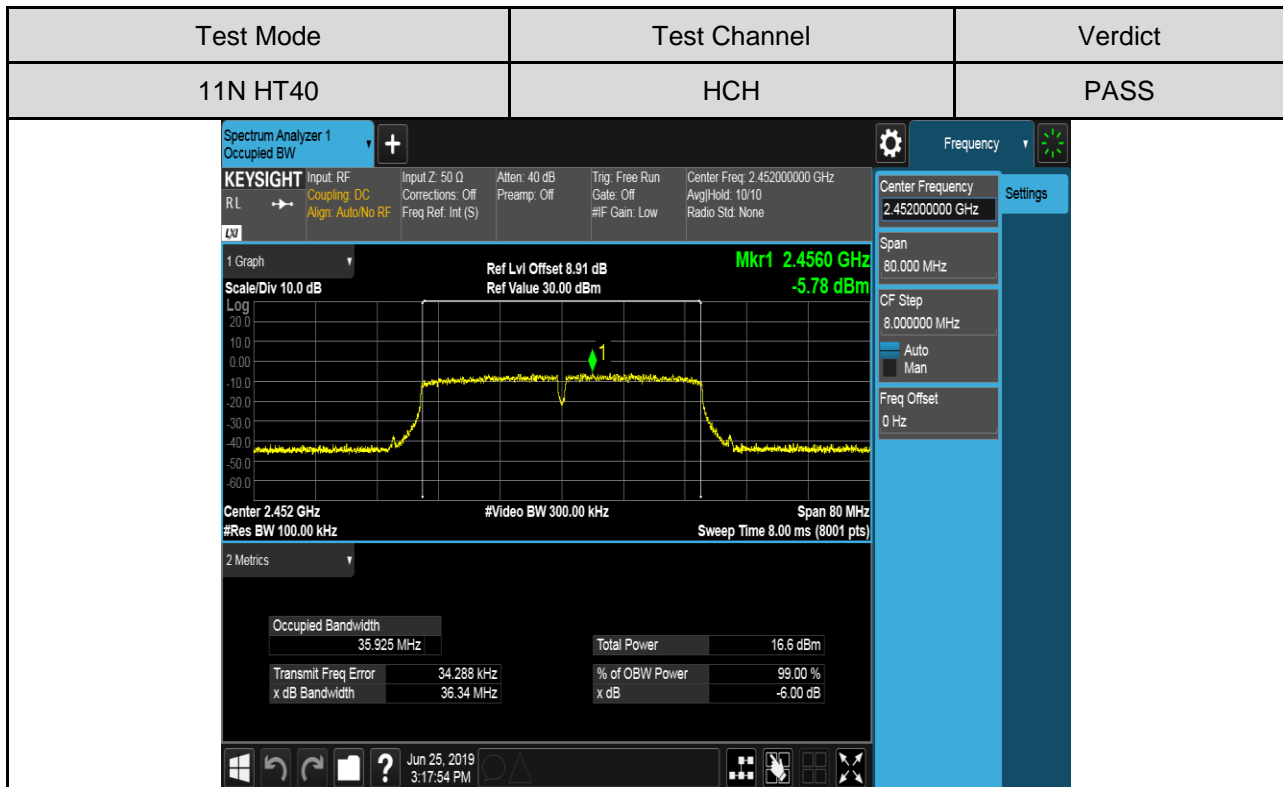 Test Mode Test Channel Verdict
11N HT40 HCH PASS
Spectrum Analyzer 1
Occupied BW
+
Frequency
KEYSIGHT Input: RF Input Z: 50 Ω Atten: 40 dB Trig: Free Run Center Freq: 2.452000000 GHz
RL Coupling: DC Corrections: Off Preamp: Off Gate: Off Avg|Hold: 10/10
Align: Auto/No RF Freq Ref: Int (S) #IF Gain: Low Radio Std: None
LXI
Center Frequency
2.452000000 GHz
Settings
Span
80.000 MHz
CF Step
8.000000 MHz
Auto
Man
Freq Offset
0 Hz
1 Graph
Ref Lvl Offset 8.91 dB Mkr1 2.4560 GHz
Scale/Div 10.0 dB Ref Value 30.00 dBm -5.78 dBm
Log
20.0
10.0
0.00
-10.0
-20.0
-30.0
-40.0
-50.0
-60.0
1
Center 2.452 GHz #Video BW 300.00 kHz Span 80 MHz
#Res BW 100.00 kHz Sweep Time 8.00 ms (8001 pts)
2 Metrics
Occupied Bandwidth
35.925 MHz Total Power 16.6 dBm
Transmit Freq Error 34.288 kHz % of OBW Power 99.00 %
x dB Bandwidth 36.34 MHz x dB -6.00 dB
? Jun 25, 2019
3:17:54 PM